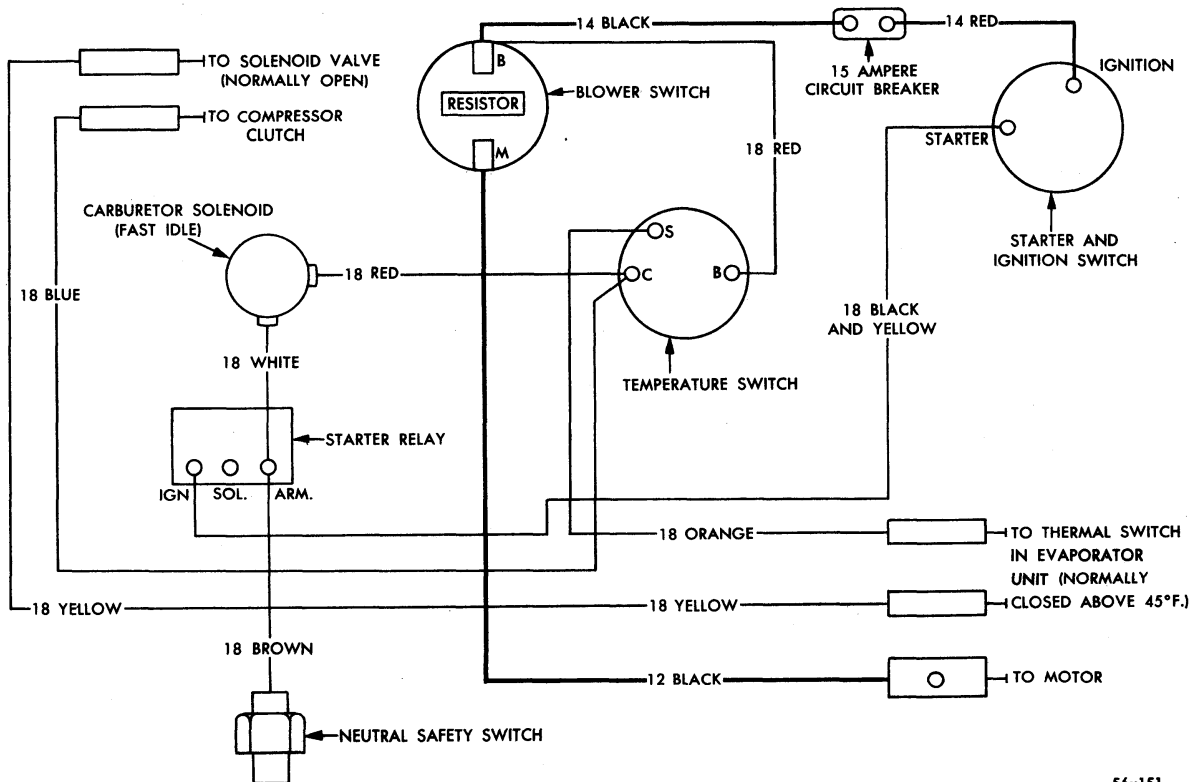 14 BLACK
14 RED
TO SOLENOID VALVE
(NORMALLY OPEN)
B
RESISTOR
BLOWER SWITCH
15 AMPERE
CIRCUIT BREAKER
IGNITION
TO COMPRESSOR
CLUTCH
M
18 RED
STARTER
CARBURETOR SOLENOID
(FAST IDLE)
S
STARTER AND
IGNITION SWITCH
18 BLUE
18 RED
C
B
18 BLACK
AND YELLOW
18 WHITE
TEMPERATURE SWITCH
STARTER RELAY
IGN
SOL.
ARM.
18 ORANGE
TO THERMAL SWITCH
IN EVAPORATOR
UNIT (NORMALLY
CLOSED ABOVE 45°F.)
18 YELLOW
18 YELLOW
18 BROWN
12 BLACK
TO MOTOR
NEUTRAL SAFETY SWITCH